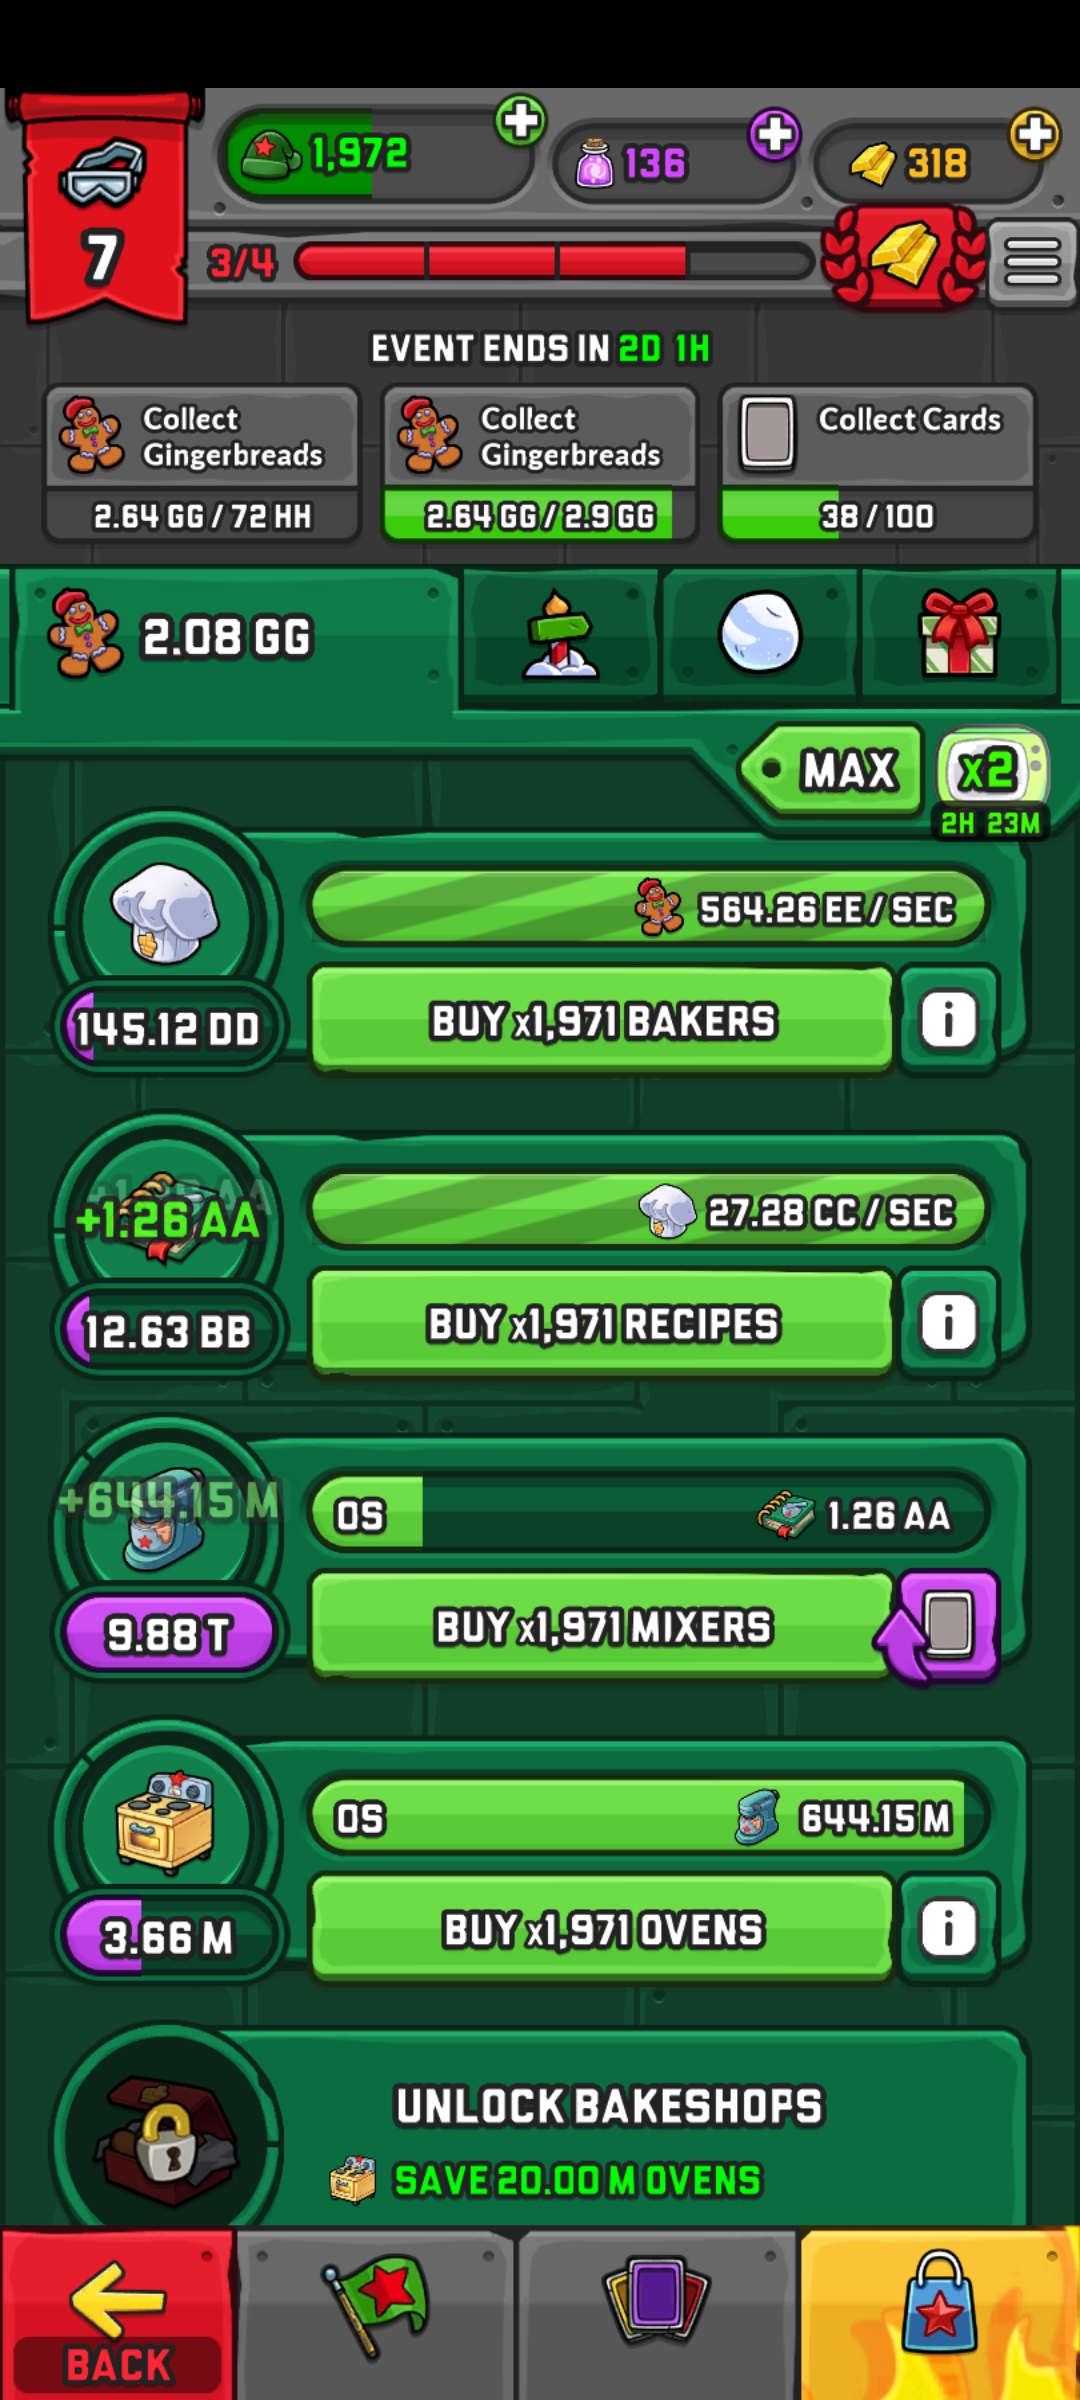 1,972
136
318
7
3/4
EVENT ENDS IN 2D 1H
Collect
Gingerbreads
2.64 GG / 72 HH
Collect
Gingerbreads
2.64 GG / 2.9 GG
Collect Cards
38 / 100
2.08 GG
MAX
x2
2H 23M
564.26 EE / SEC
145.12 DD
BUY x1,971 BAKERS
i
+1.26 AA
27.28 CC / SEC
12.63 BB
BUY x1,971 RECIPES
i
+644.15 M
0S
1.26 AA
9.88 T
BUY x1,971 MIXERS
0S
644.15 M
3.66 M
BUY x1,971 OVENS
i
UNLOCK BAKESHOPS
SAVE 20.00 M OVENS
BACK